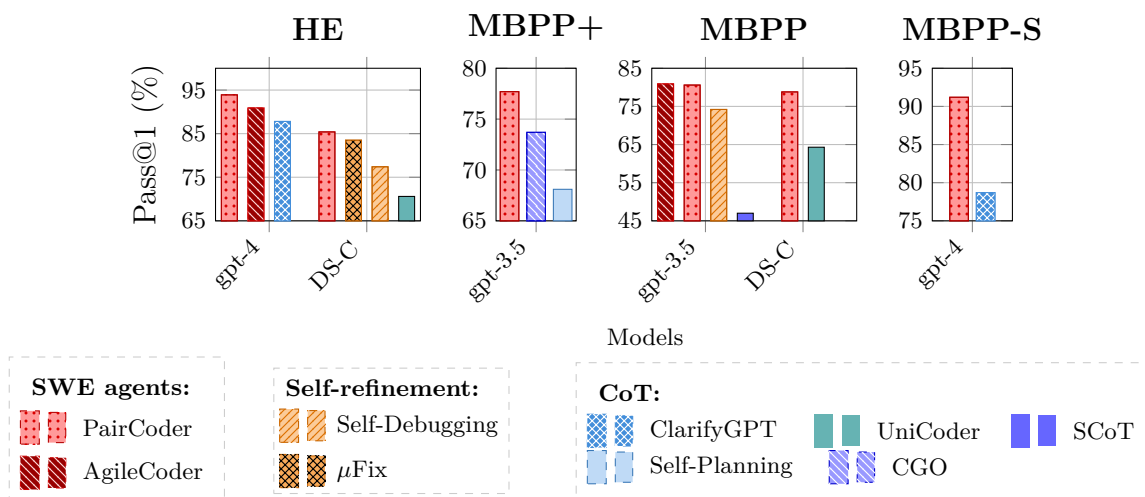 HE MBPP+ MBPP MBPP-S
Pass@1 (%)
95
85
75
65
gpt-4
DS-C
80
75
70
65
gpt-3.5
85
75
65
55
45
gpt-3.5
DS-C
95
90
85
80
75
gpt-4
Models
SWE agents:
PairCoder
AgileCoder
Self-refinement:
Self-Debugging
μFix
CoT:
ClarifyGPT UniCoder SCoT
Self-Planning CGO